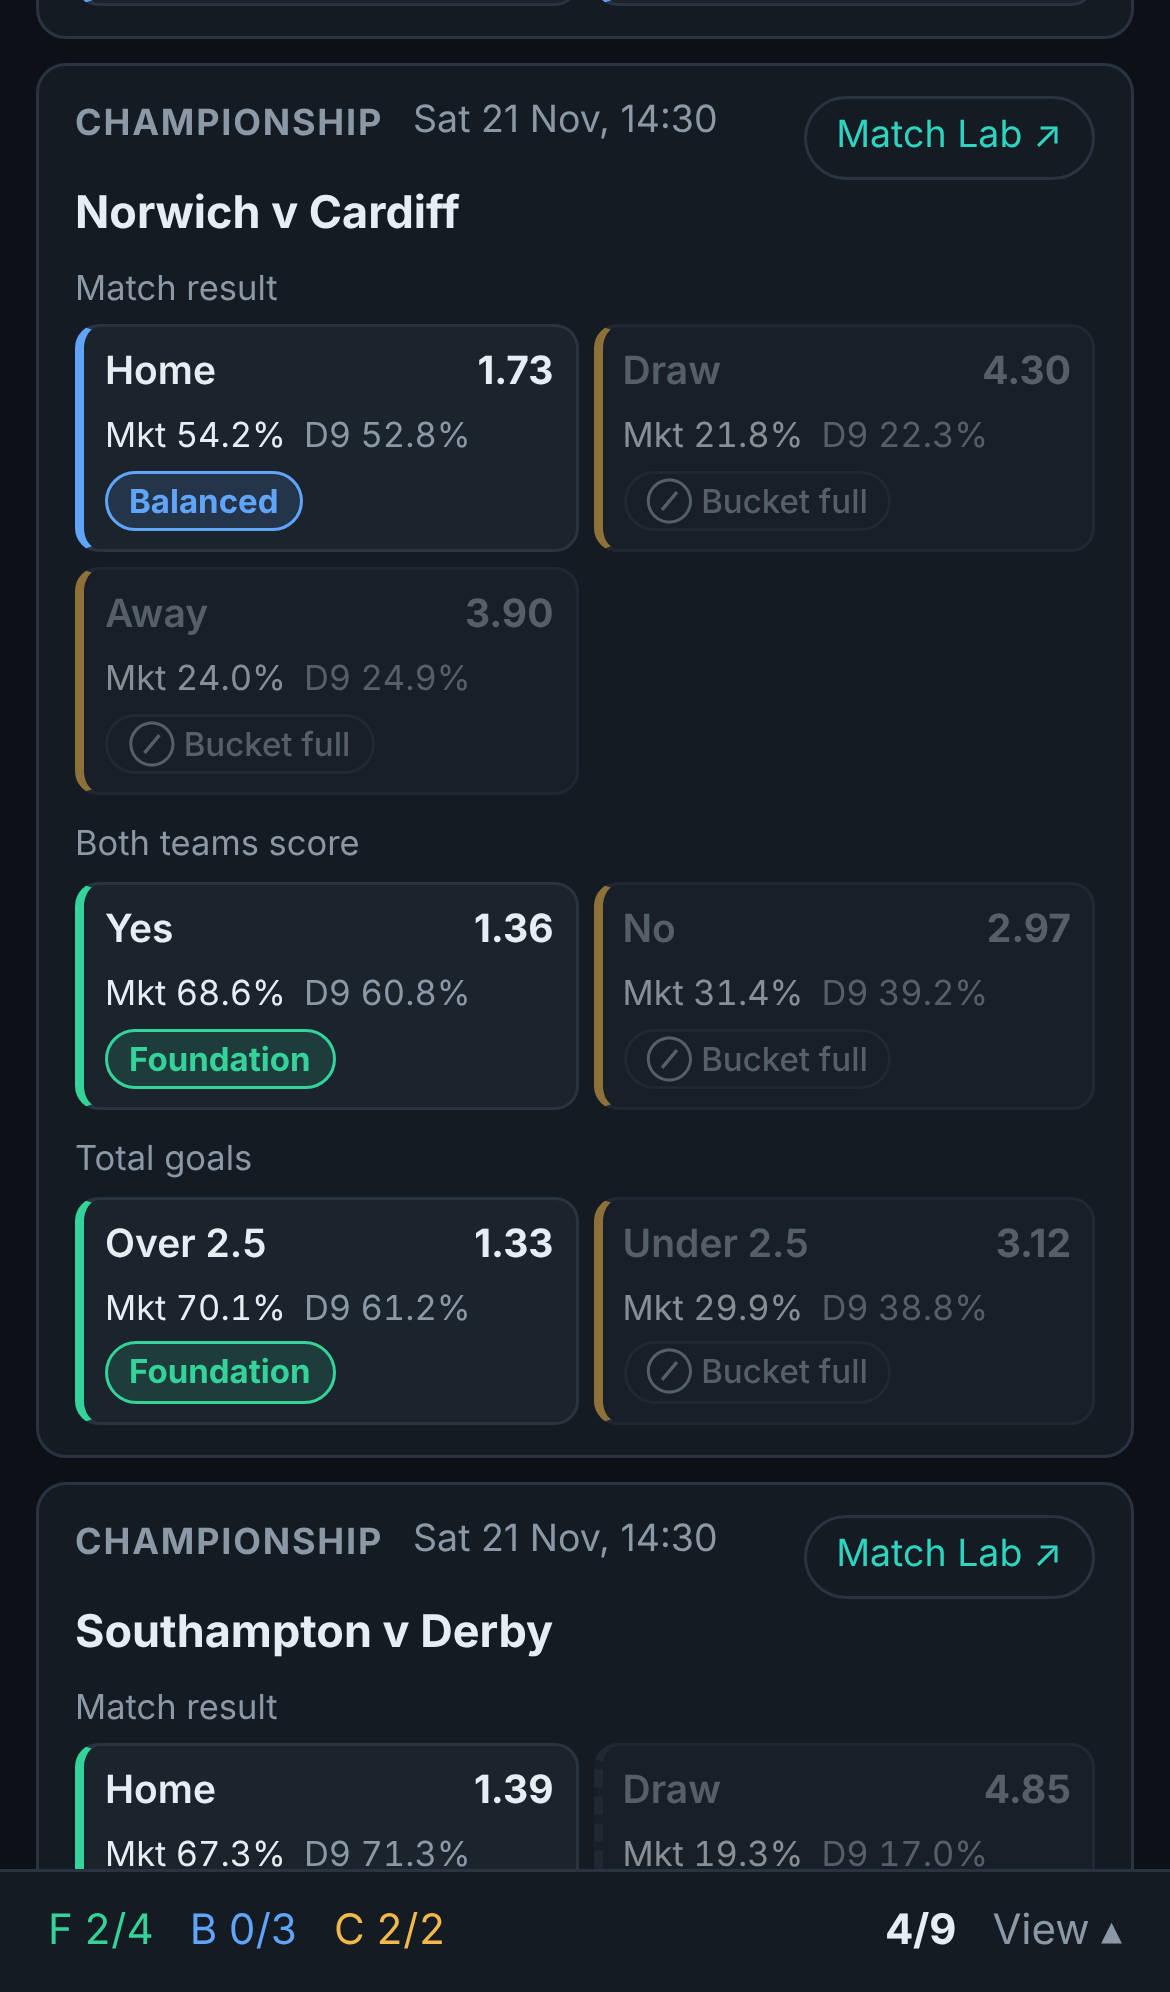 CHAMPIONSHIP Sat 21 Nov, 14:30 Match Lab ↗
Norwich v Cardiff
Match result
Home 1.73 Draw 4.30
Mkt 54.2% D9 52.8% Mkt 21.8% D9 22.3%
Balanced Bucket full
Away 3.90
Mkt 24.0% D9 24.9%
Bucket full
Both teams score
Yes 1.36 No 2.97
Mkt 68.6% D9 60.8% Mkt 31.4% D9 39.2%
Foundation Bucket full
Total goals
Over 2.5 1.33 Under 2.5 3.12
Mkt 70.1% D9 61.2% Mkt 29.9% D9 38.8%
Foundation Bucket full
CHAMPIONSHIP Sat 21 Nov, 14:30 Match Lab ↗
Southampton v Derby
Match result
Home 1.39 Draw 4.85
Mkt 67.3% D9 71.3% Mkt 19.3% D9 17.0%
F 2/4 B 0/3 C 2/2 4/9 View ▴